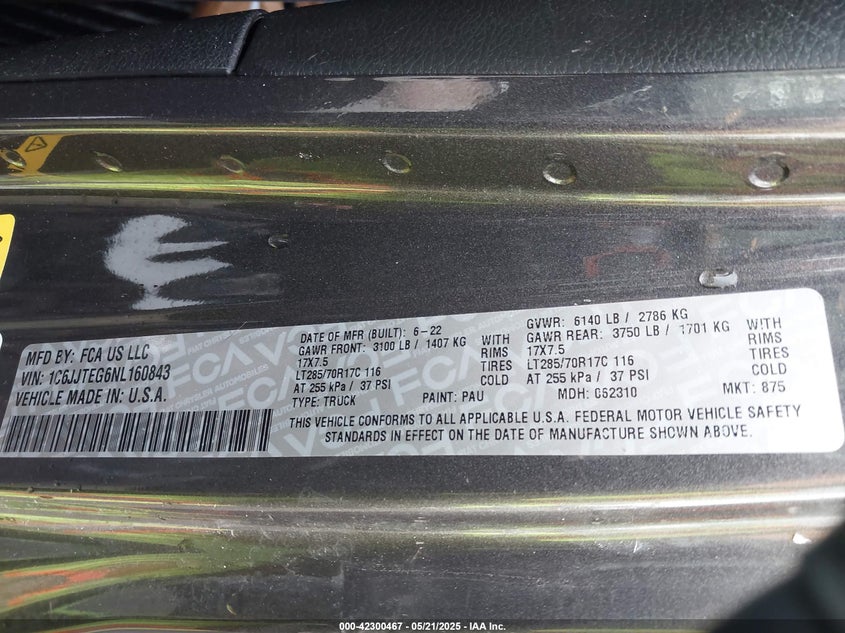 MFD BY: FCA US LLC
VIN: 1C6JJTEG6NL160843
VEHICLE MADE IN: U.S.A.
DATE OF MFR (BUILT): 6-22
GAWR FRONT: 3100 LB / 1407 KG WITH
17X7.5 RIMS
LT285/70R17C 116 TIRES
AT 255 kPa / 37 PSI COLD
TYPE: TRUCK PAINT: PAU
GVWR: 6140 LB / 2786 KG
GAWR REAR: 3750 LB / 1701 KG WITH
17X7.5 RIMS
LT285/70R17C 116 TIRES
AT 255 kPa / 37 PSI COLD
MDH: 062310 MKT: 875
THIS VEHICLE CONFORMS TO ALL APPLICABLE U.S.A. FEDERAL MOTOR VEHICLE SAFETY
STANDARDS IN EFFECT ON THE DATE OF MANUFACTURE SHOWN ABOVE.
FCA
000-42300467 - 05/21/2025 - IAA Inc.